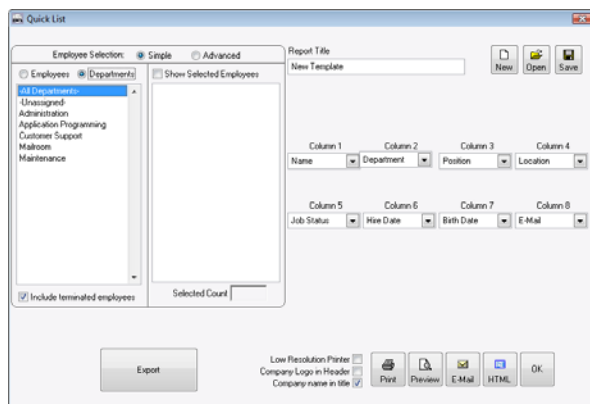 Quick List
Employee Selection: Simple Advanced
Employees Departments
Show Selected Employees
-All Departments-
-Unassigned-
Administration
Application Programming
Customer Support
Mailroom
Maintenance
Include terminated employees
Selected Count
Report Title
New Template
New Open Save
Column 1 Column 2 Column 3 Column 4
Name Department Position Location
Column 5 Column 6 Column 7 Column 8
Job Status Hire Date Birth Date E-Mail
Export
Low Resolution Printer
Company Logo in Header
Company name in title
Print Preview E-Mail HTML OK